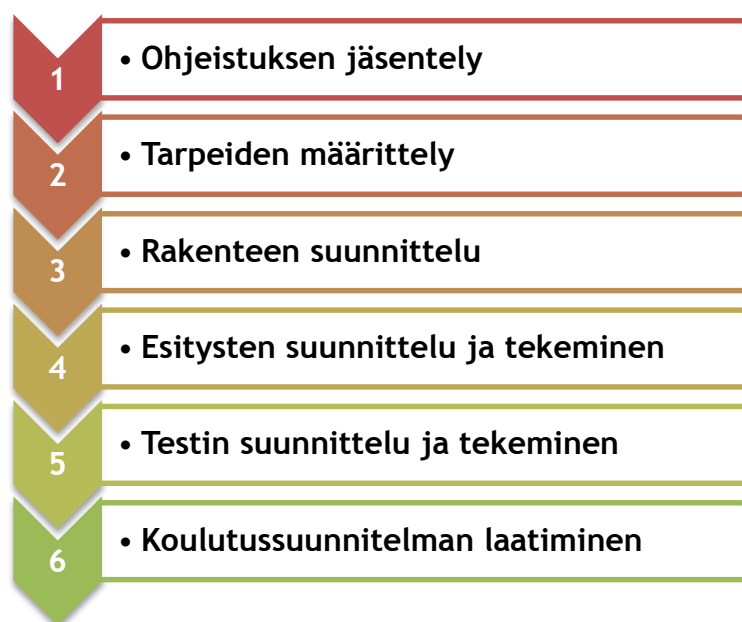 1
• Ohjeistuksen jäsentely
2
• Tarpeiden määrittely
3
• Rakenteen suunnittelu
4
• Esitysten suunnittelu ja tekeminen
5
• Testin suunnittelu ja tekeminen
6
• Koulutussuunnitelman laatiminen